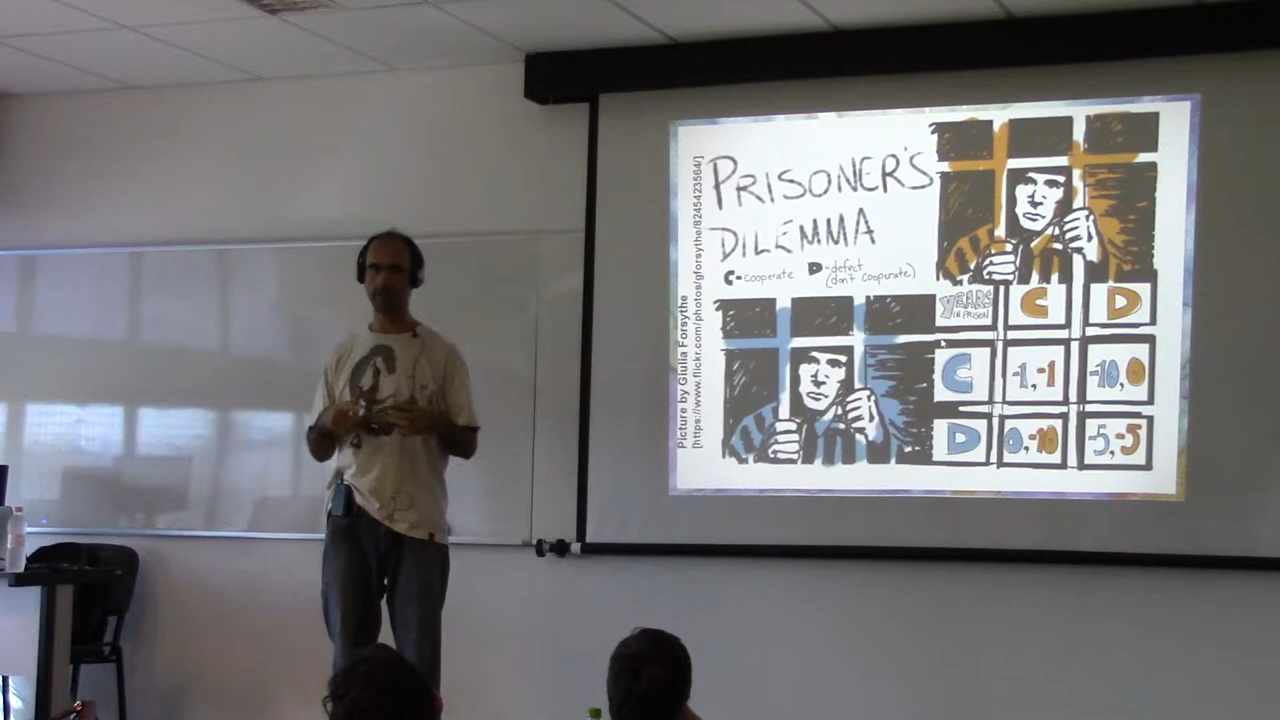 Picture by Giulia Forsythe
[https://www.flickr.com/photos/gforsythe/8245423564/]
PRISONER'S
DILEMMA
C=cooperate D-defect
(don't cooperate)
YEARS
IN PRISON
C D
C -1,-1 -10,0
D 0,-10 -5,-5